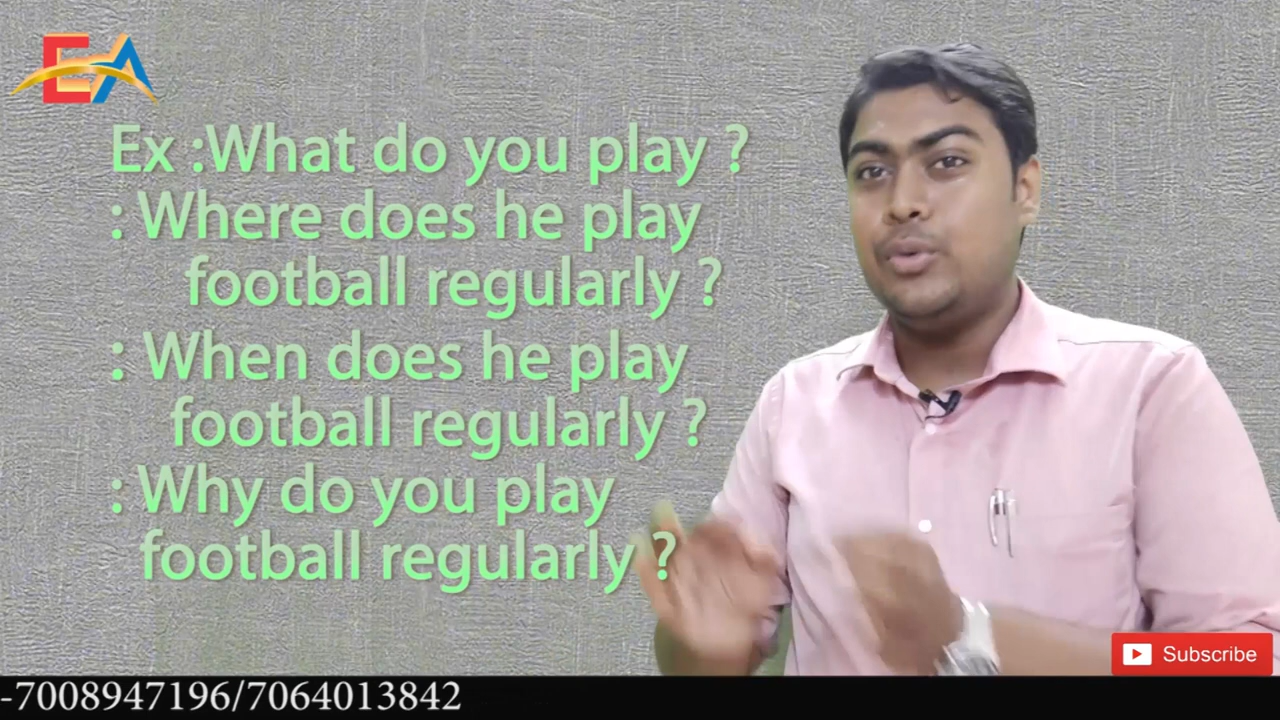 EA
Ex :What do you play ?
: Where does he play
football regularly ?
: When does he play
football regularly ?
: Why do you play
football regularly ?
Subscribe
-7008947196/7064013842